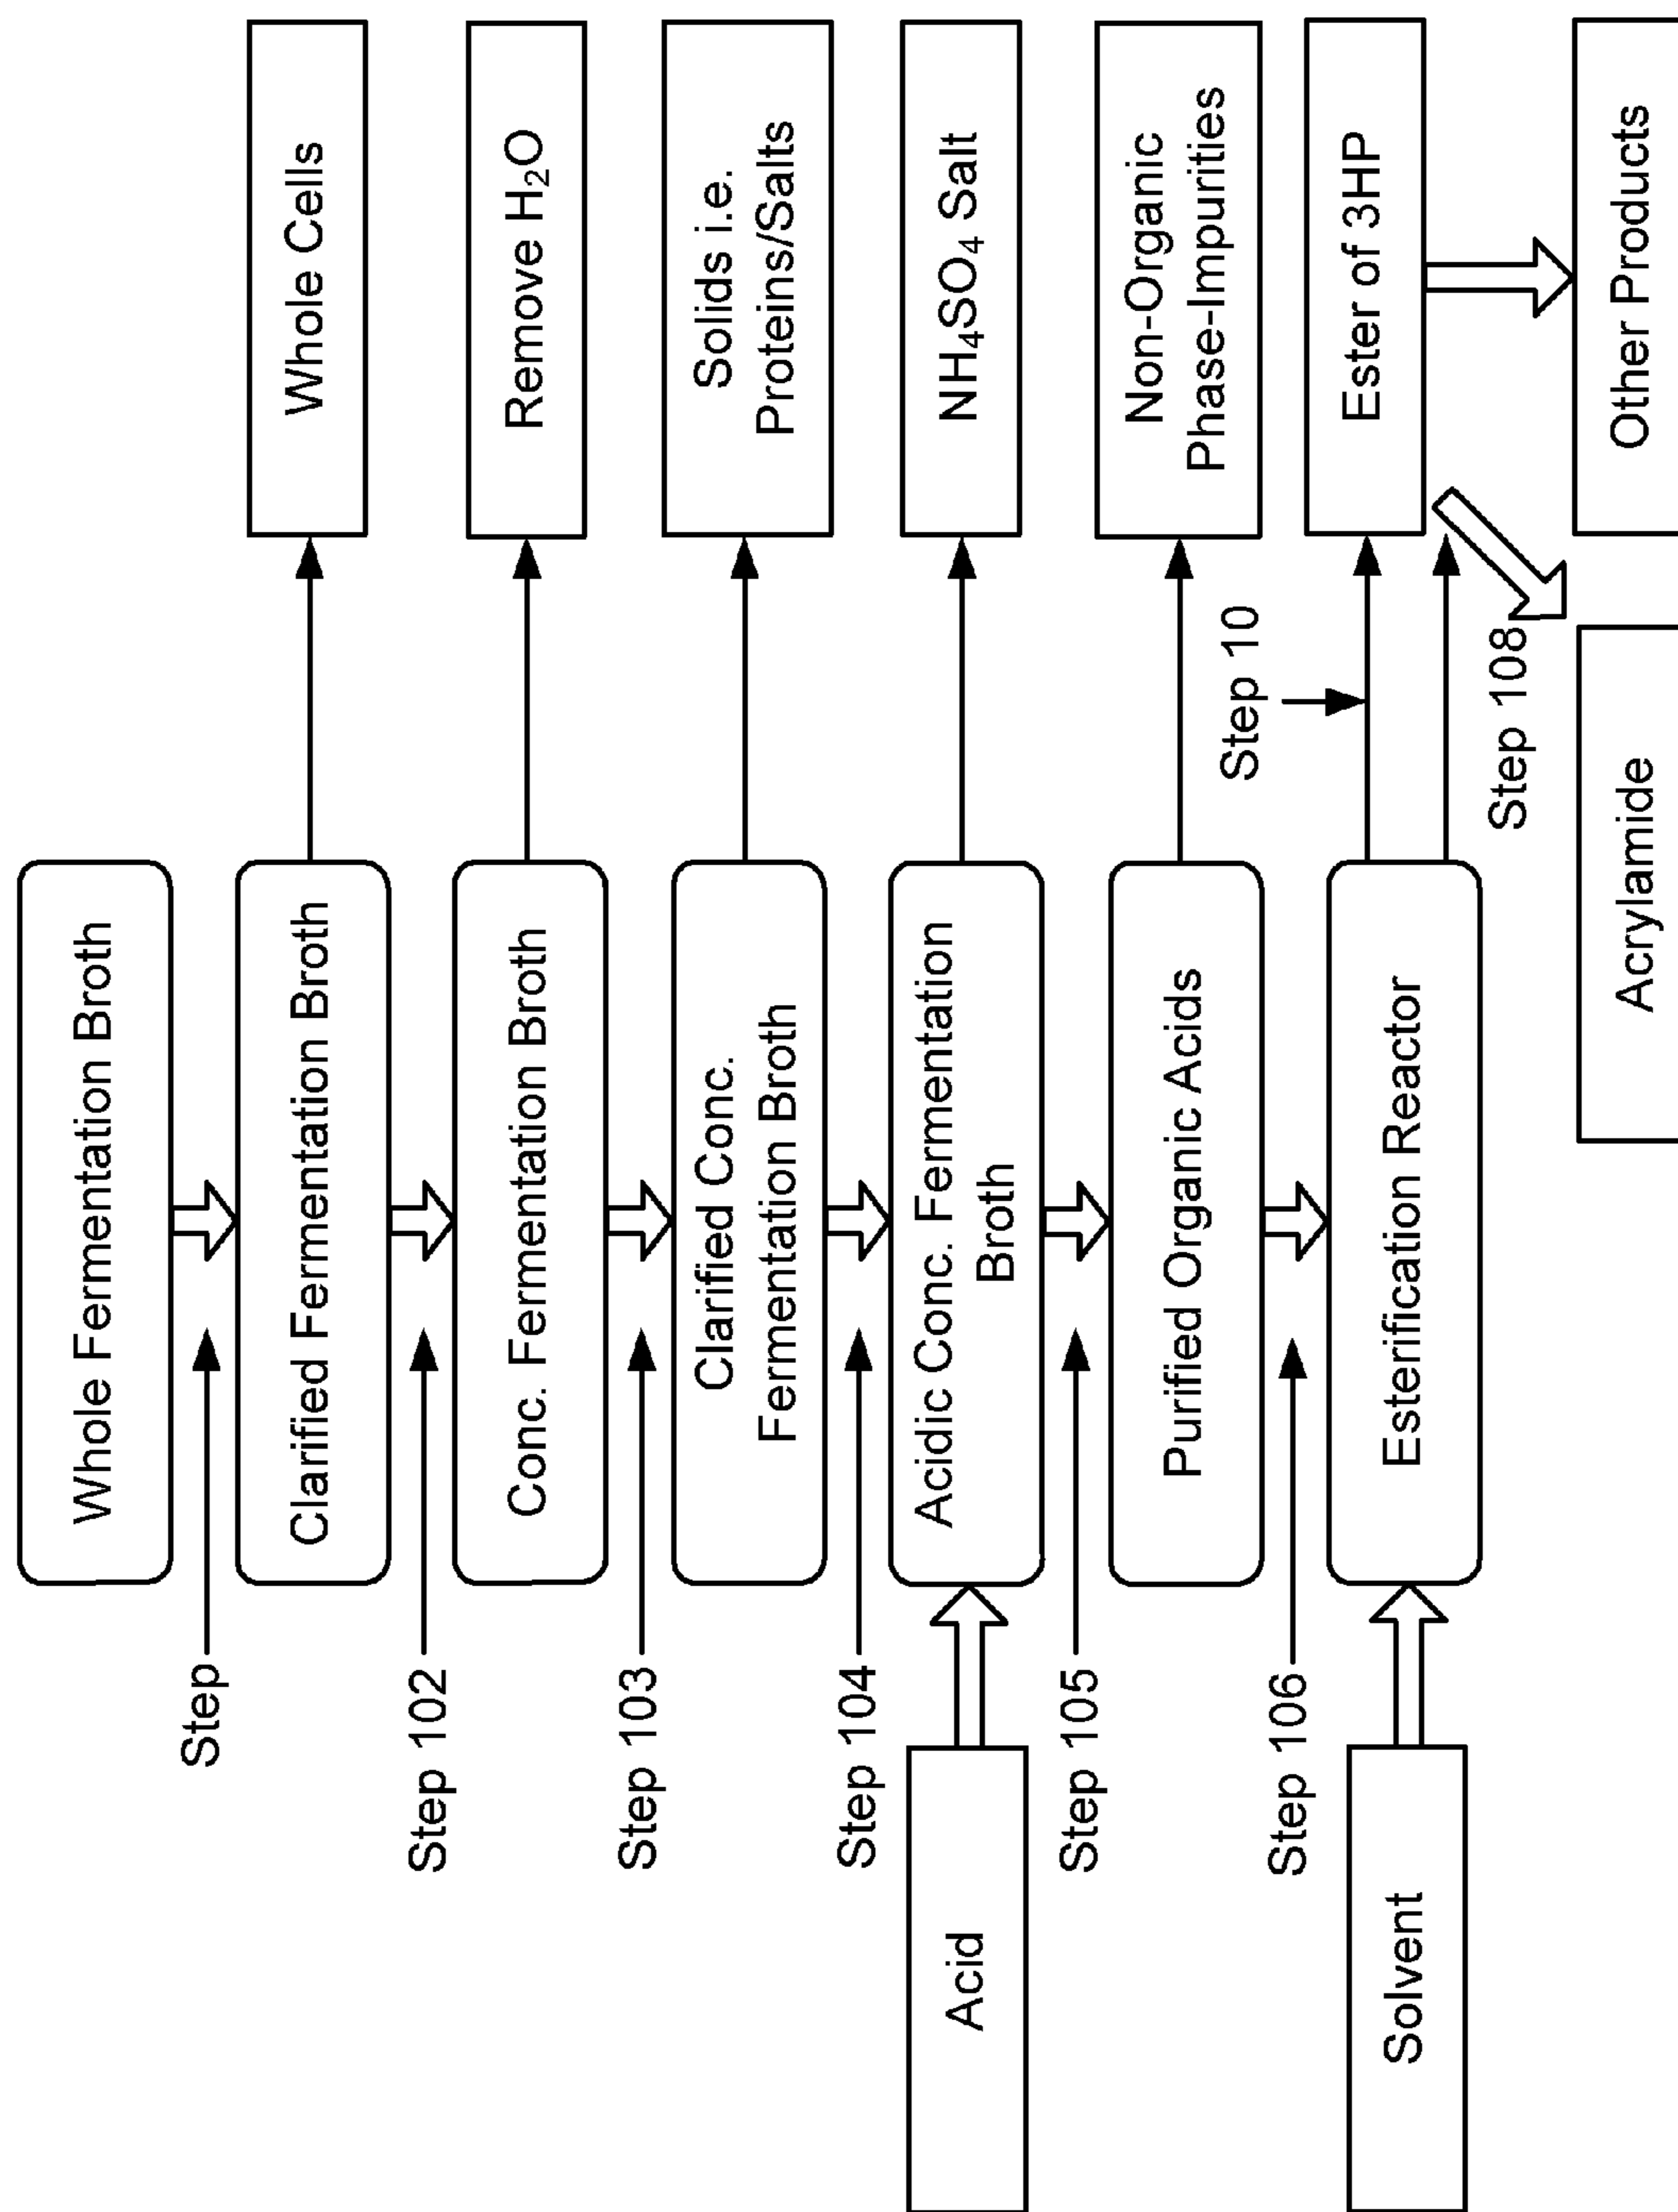 Whole Fermentation Broth
Step
Clarified Fermentation Broth
Whole Cells
Step 102
Conc. Fermentation Broth
Remove H₂O
Step 103
Clarified Conc.
Fermentation Broth
Solids i.e.
Proteins/Salts
Step 104
Acid
Acidic Conc. Fermentation
Broth
NH₄SO₄ Salt
Step 105
Purified Organic Acids
Non-Organic
Phase-Impurities
Step 106
Step 10
Solvent
Esterification Reactor
Ester of 3HP
Step 108
Acrylamide
Other Products